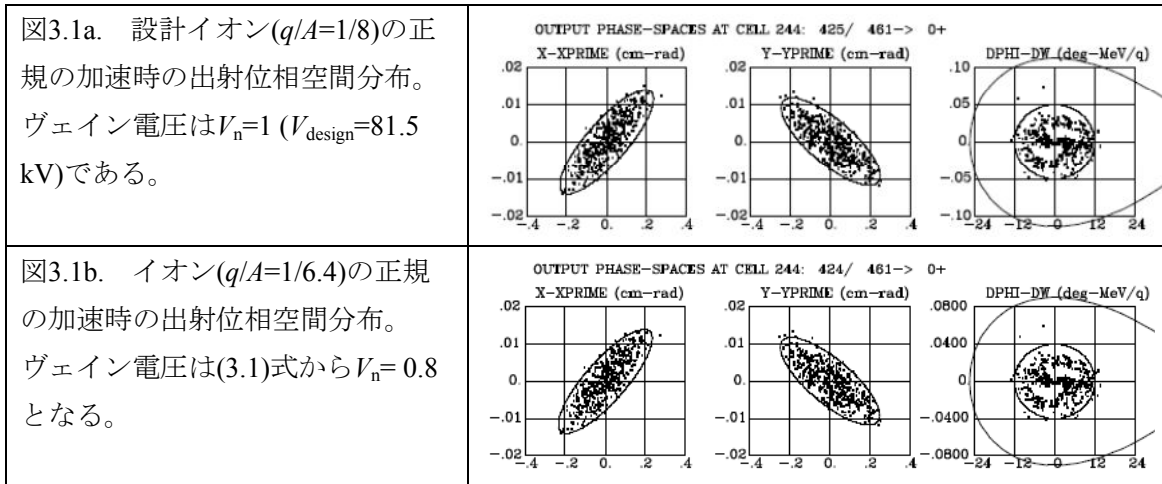 図3.1a. 設計イオン(q/A=1/8)の正
規の加速時の出射位相空間分布。
ヴェイン電圧はVn=1 (Vdesign=81.5
kV)である。
OUTPUT PHASE-SPACES AT CELL 244: 425/ 461-> 0+
X-XPRIME (cm-rad) Y-YPRIME (cm-rad) DPHI-DW (deg-MeV/q)
.02 .02 .10
.01 .01 .05
0. 0. 0.
-.01 -.01 -.05
-.02 -.02 -.10
-.4 -.2 0. .2 .4 -.4 -.2 0. .2 .4 -24 -12 0. 12 24
図3.1b. イオン(q/A=1/6.4)の正規
の加速時の出射位相空間分布。
ヴェイン電圧は(3.1)式からVn= 0.8
となる。
OUTPUT PHASE-SPACES AT CELL 244: 424/ 461-> 0+
X-XPRIME (cm-rad) Y-YPRIME (cm-rad) DPHI-DW (deg-MeV/q)
.02 .02 .0800
.01 .01 .0400
0. 0. 0.
-.01 -.01 -.0400
-.02 -.02 -.0800
-.4 -.2 0. .2 .4 -.4 -.2 0. .2 .4 -24 -12 0. 12 24